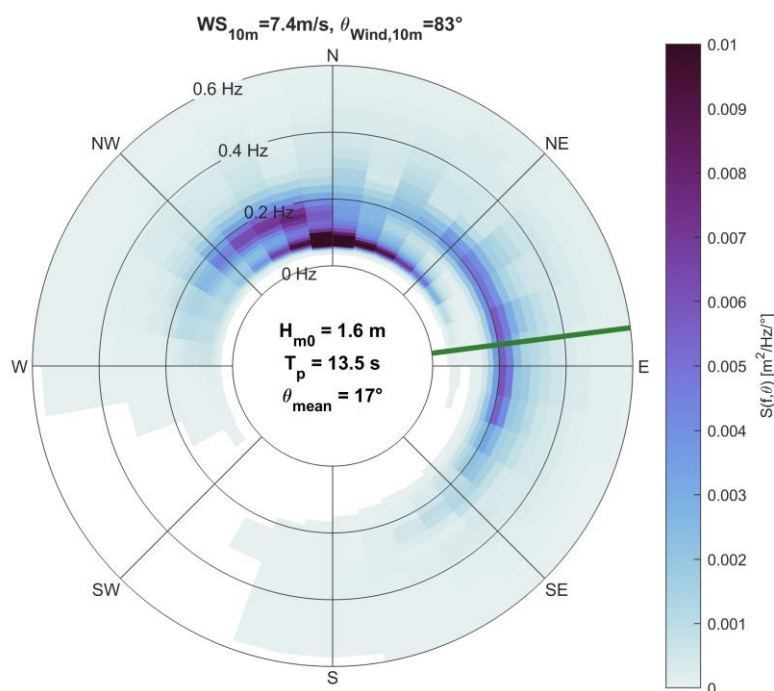 WS10m=7.4m/s, θWind,10m=83°
N
0.6 Hz
NW
NE
0.4 Hz
0.2 Hz
0 Hz
Hm0 = 1.6 m
W
Tp = 13.5 s
E
θmean = 17°
SW
SE
S
0.01
0.009
0.008
0.007
0.006
0.005
0.004
0.003
0.002
0.001
0
S(f,θ) [m²/Hz/°]